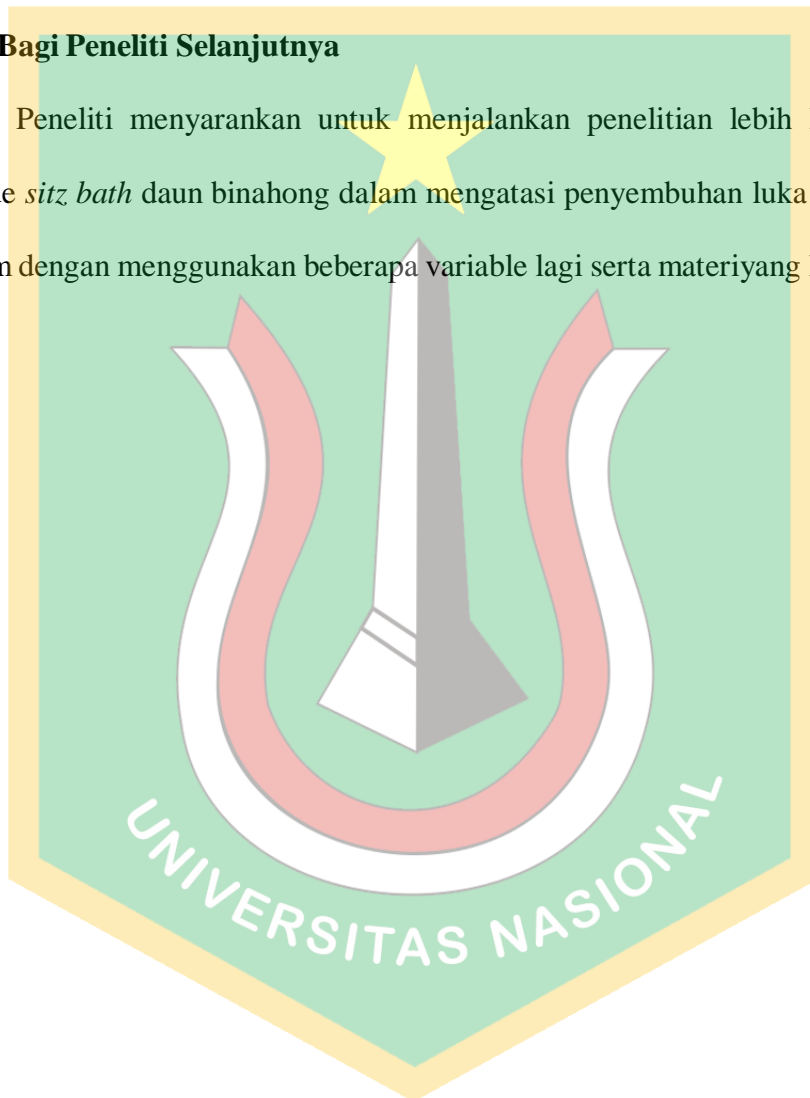 Bagi Peneliti Selanjutnya
Peneliti menyarankan untuk menjalankan penelitian lebih
sitz bath daun binahong dalam mengatasi penyembuhan luka
dengan menggunakan beberapa variable lagi serta materiyang
UNIVERSITAS NASIONAL